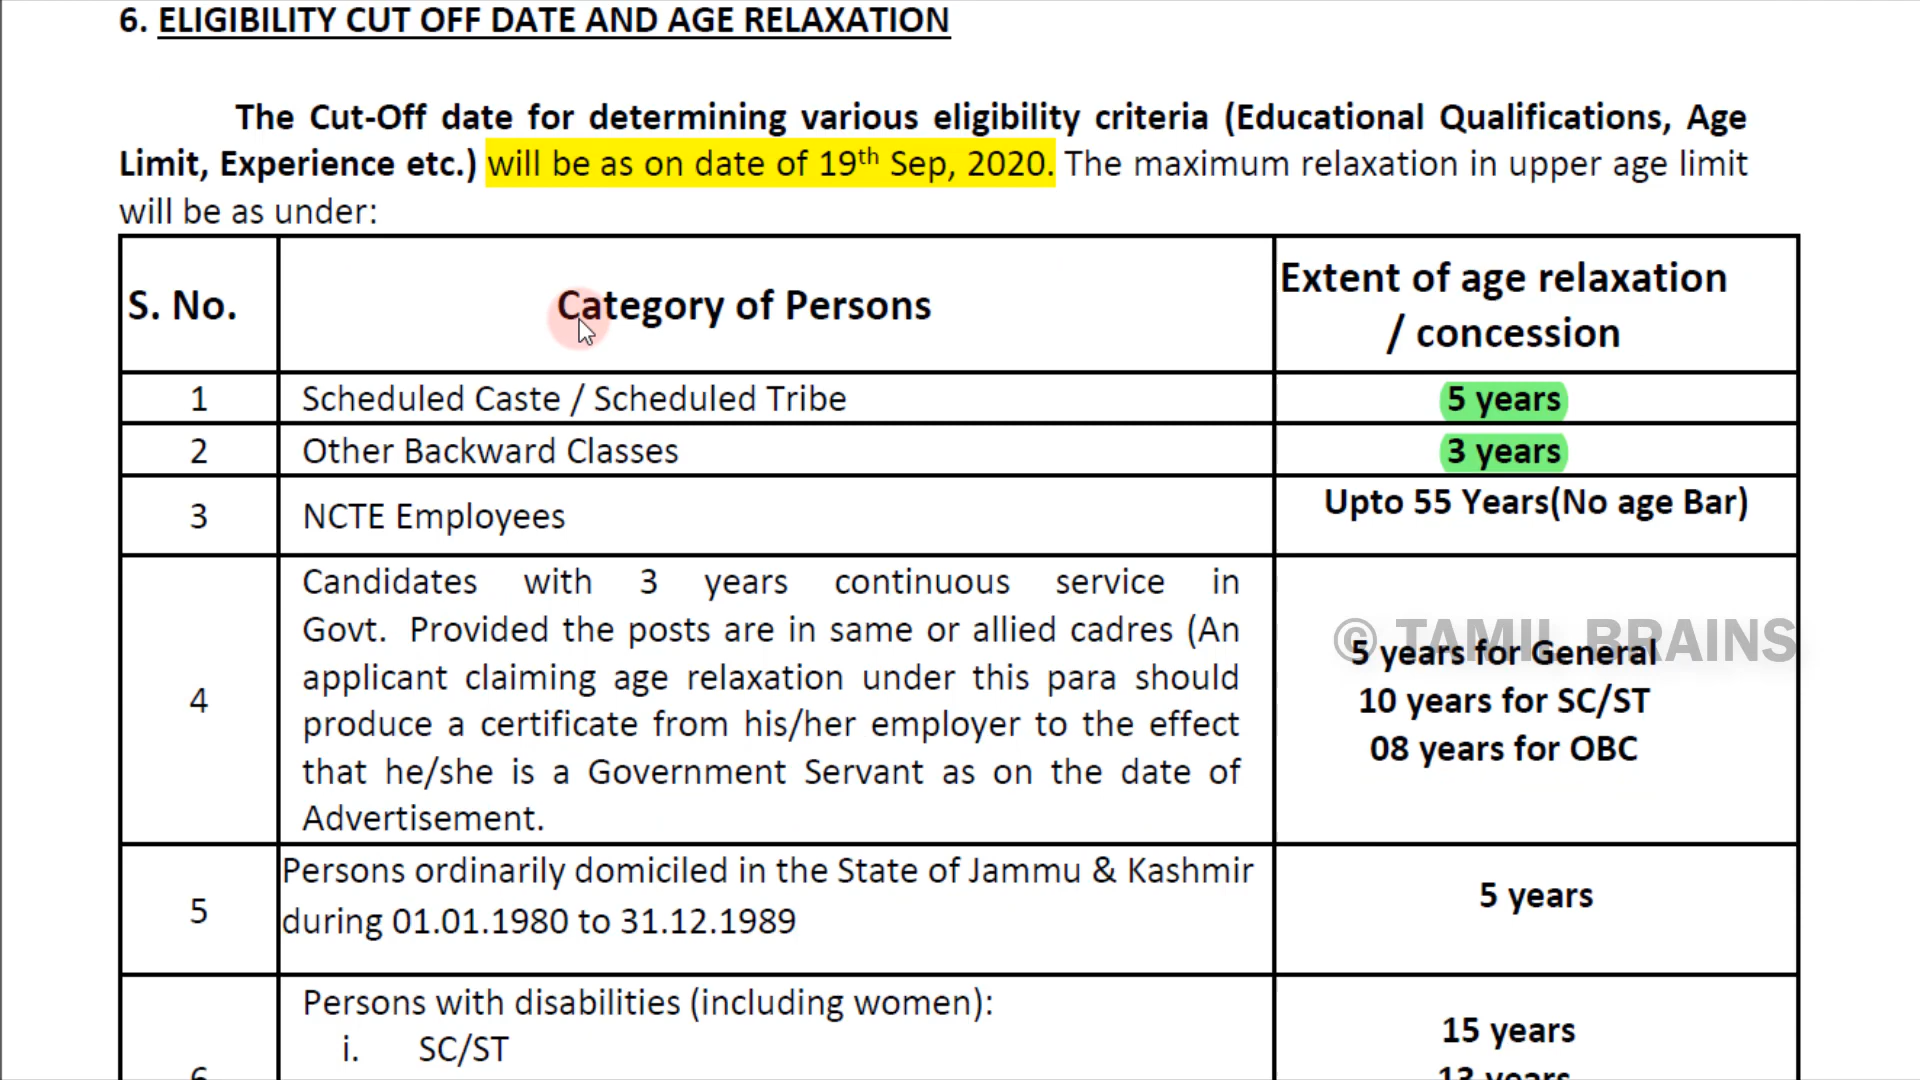 6. ELIGIBILITY CUT OFF DATE AND AGE RELAXATION
The Cut-Off date for determining various eligibility criteria (Educational Qualifications, Age
Limit, Experience etc.) will be as on date of 19th Sep, 2020. The maximum relaxation in upper age limit
will be as under:
S. No.
Category of Persons
Extent of age relaxation
/ concession
1
Scheduled Caste / Scheduled Tribe
5 years
2
Other Backward Classes
3 years
3
NCTE Employees
Upto 55 Years(No age Bar)
4
Candidates with 3 years continuous service in
Govt. Provided the posts are in same or allied cadres (An
applicant claiming age relaxation under this para should
produce a certificate from his/her employer to the effect
that he/she is a Government Servant as on the date of
Advertisement.
© TAMIL BRAINS
5 years for General
10 years for SC/ST
08 years for OBC
5
Persons ordinarily domiciled in the State of Jammu & Kashmir
during 01.01.1980 to 31.12.1989
5 years
6
Persons with disabilities (including women):
i. SC/ST
15 years
13 years